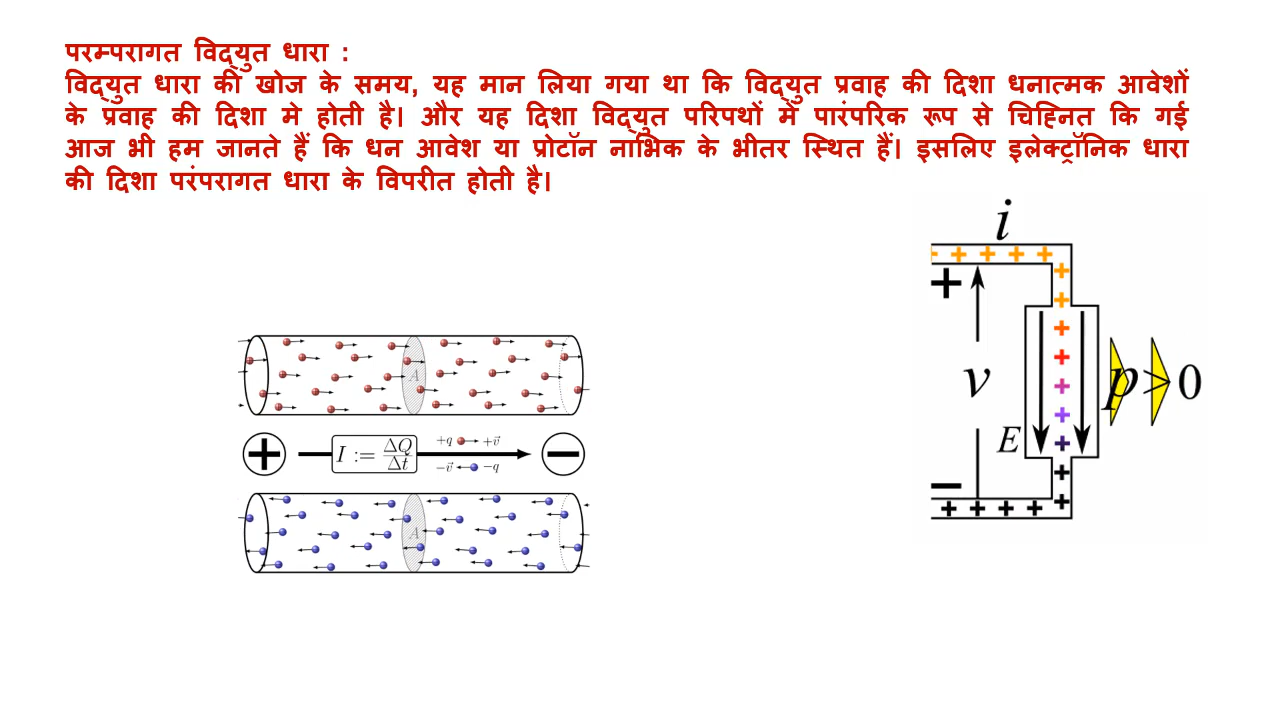 परम्परागत विद्युत धारा :
विद्युत धारा की खोज के समय, यह मान लिया गया था कि विद्युत प्रवाह की दिशा धनात्मक आवेशों
के प्रवाह की दिशा मे होती है। और यह दिशा विद्युत परिपथों में पारंपरिक रूप से चिह्नित कि गई
आज भी हम जानते हैं कि धन आवेश या प्रोटॉन नाभिक के भीतर स्थित हैं। इसलिए इलेक्ट्रॉनिक धारा
की दिशा परंपरागत धारा के विपरीत होती है।
i
+
v
E
p>0
−
A
+ I := ΔQ/Δt −
+q +v⃗
−v⃗ −q
A